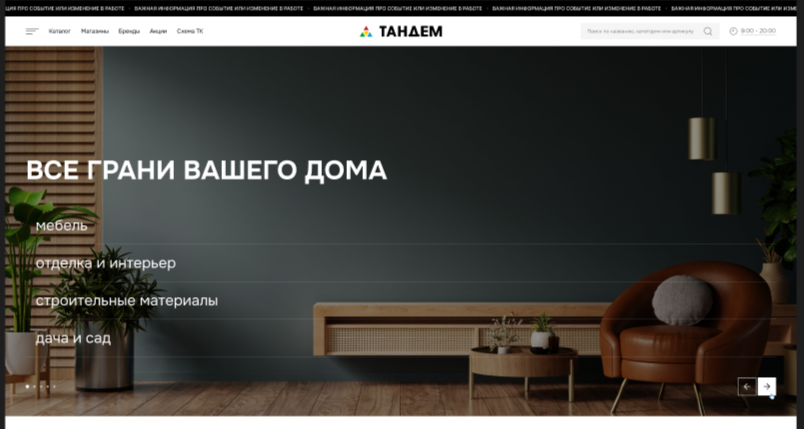 ЦИЯ ПРО СОБЫТИЕ ИЛИ ИЗМЕНЕНИЕ В РАБОТЕ · ВАЖНАЯ ИНФОРМАЦИЯ ПРО СОБЫТИЕ ИЛИ ИЗМЕНЕНИЕ В РАБОТЕ · ВАЖНАЯ ИНФОРМАЦИЯ ПРО СОБЫТИЕ ИЛИ ИЗМЕНЕНИЕ В РАБОТЕ · ВАЖНАЯ ИНФОРМАЦИЯ ПРО СОБЫТИЕ ИЛИ ИЗМЕНЕНИЕ В РАБОТЕ · ВАЖНАЯ ИНФОРМАЦИЯ ПРО СОБЫТИЕ ИЛИ ИЗМЕ
Каталог Магазины Бренды Акции Схема ТК ТАНДЕМ Поиск по названию, категории или артикулу 9:00 - 20:00
ВСЕ ГРАНИ ВАШЕГО ДОМА
мебель
отделка и интерьер
строительные материалы
дача и сад